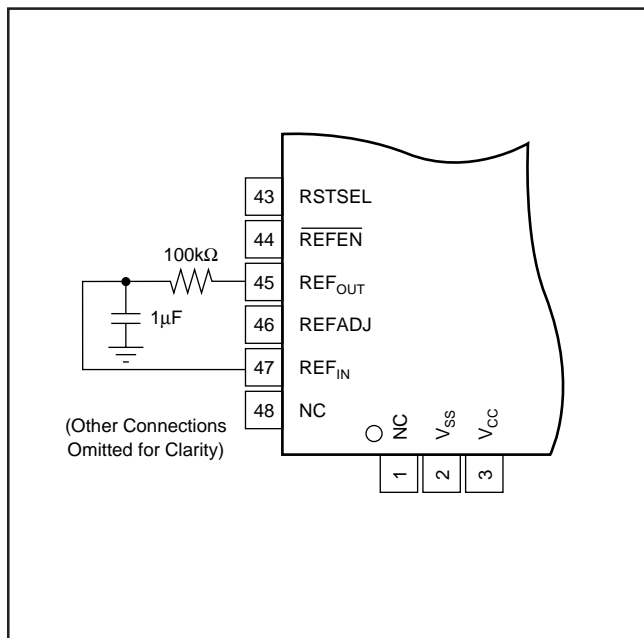 43 RSTSEL
44 REFEN
100kΩ
45 REFOUT
1μF
46 REFADJ
47 REFIN
48 NC
(Other Connections
Omitted for Clarity)
NC
VSS
VCC
1
2
3